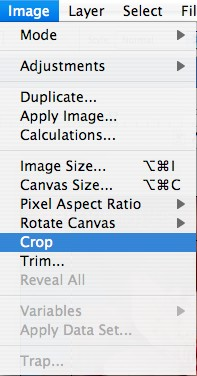 Image Layer Select Fil
Mode
Adjustments
Duplicate...
Apply Image...
Calculations...
Image Size... ⌥⌘I
Canvas Size... ⌥⌘C
Pixel Aspect Ratio
Rotate Canvas
Crop
Trim...
Reveal All
Variables
Apply Data Set...
Trap...